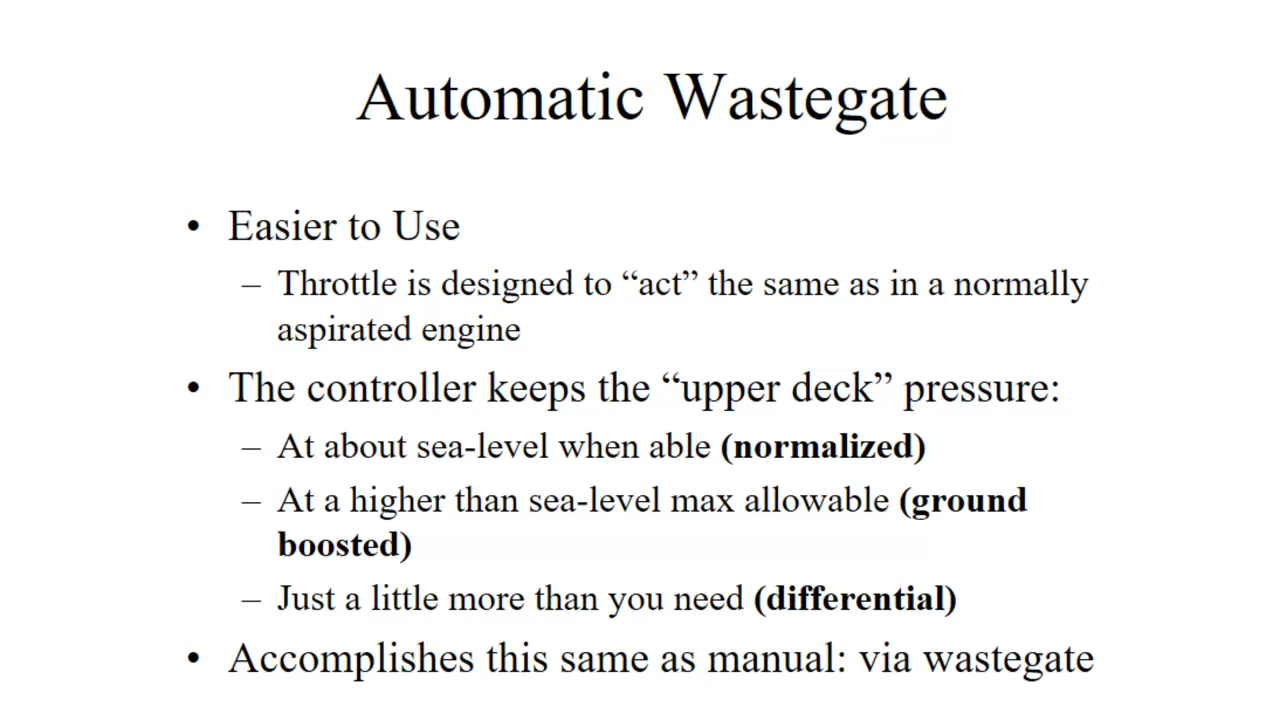 Automatic Wastegate
• Easier to Use
– Throttle is designed to “act” the same as in a normally
aspirated engine
• The controller keeps the “upper deck” pressure:
– At about sea-level when able (normalized)
– At a higher than sea-level max allowable (ground
boosted)
– Just a little more than you need (differential)
• Accomplishes this same as manual: via wastegate